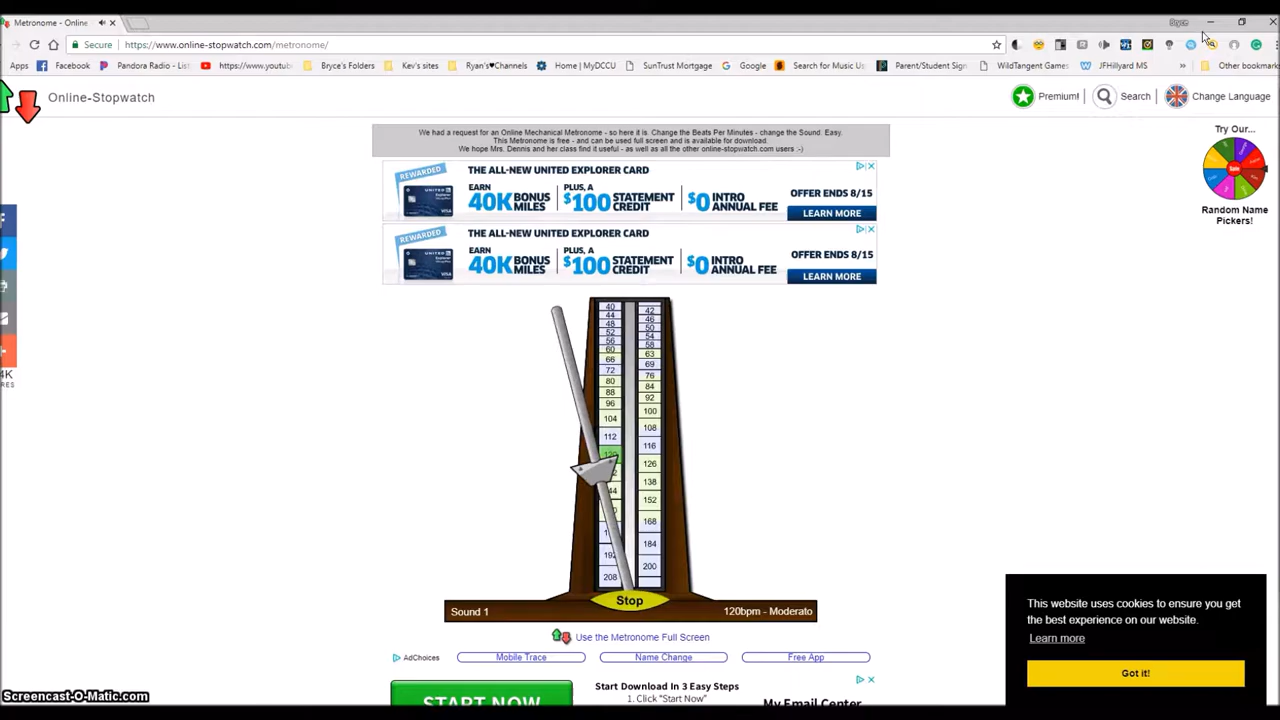 Metronome - Online
Bryce
Secure
https://www.online-stopwatch.com/metronome/
Apps
Facebook
Pandora Radio - List
https://www.youtub
Bryce's Folders
Kev's sites
Ryan's♥Channels
Home | MyDCCU
SunTrust Mortgage
Google
Search for Music Us
Parent/Student Sign
WildTangent Games
JFHillyard MS
»
Other bookmark
Online-Stopwatch
Premium!
Search
Change Language
We had a request for an Online Mechanical Metronome - so here it is. Change the Beats Per Minutes - change the Sound. Easy.
This Metronome is free - and can be used full screen and is available for download.
We hope Mrs. Dennis and her class find it useful - as well as all the other online-stopwatch.com users :-)
Try Our...
Random Name
Pickers!
REWARDED
THE ALL-NEW UNITED EXPLORER CARD
EARN 40K BONUS MILES
PLUS, A $100 STATEMENT CREDIT
$0 INTRO ANNUAL FEE
OFFER ENDS 8/15
LEARN MORE
REWARDED
THE ALL-NEW UNITED EXPLORER CARD
EARN 40K BONUS MILES
PLUS, A $100 STATEMENT CREDIT
$0 INTRO ANNUAL FEE
OFFER ENDS 8/15
LEARN MORE
40
42
44
46
48
50
52
54
56
58
60
63
66
69
72
76
80
84
88
92
96
100
104
108
112
116
126
138
152
168
184
192
200
208
Stop
Sound 1
120bpm - Moderato
Use the Metronome Full Screen
AdChoices
Mobile Trace
Name Change
Free App
START NOW
Start Download In 3 Easy Steps
1. Click "Start Now"
My Email Center
This website uses cookies to ensure you get
the best experience on our website.
Learn more
Got it!
Screencast-O-Matic.com